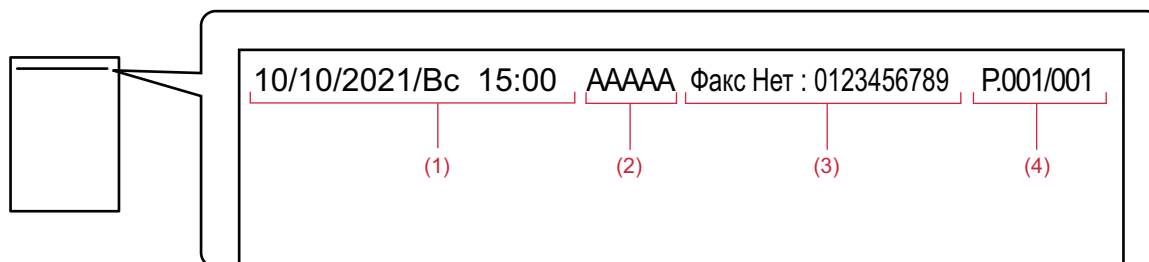 10/10/2021/Вс 15:00 AAAAA Факс Нет : 0123456789 P.001/001
(1) (2) (3) (4)